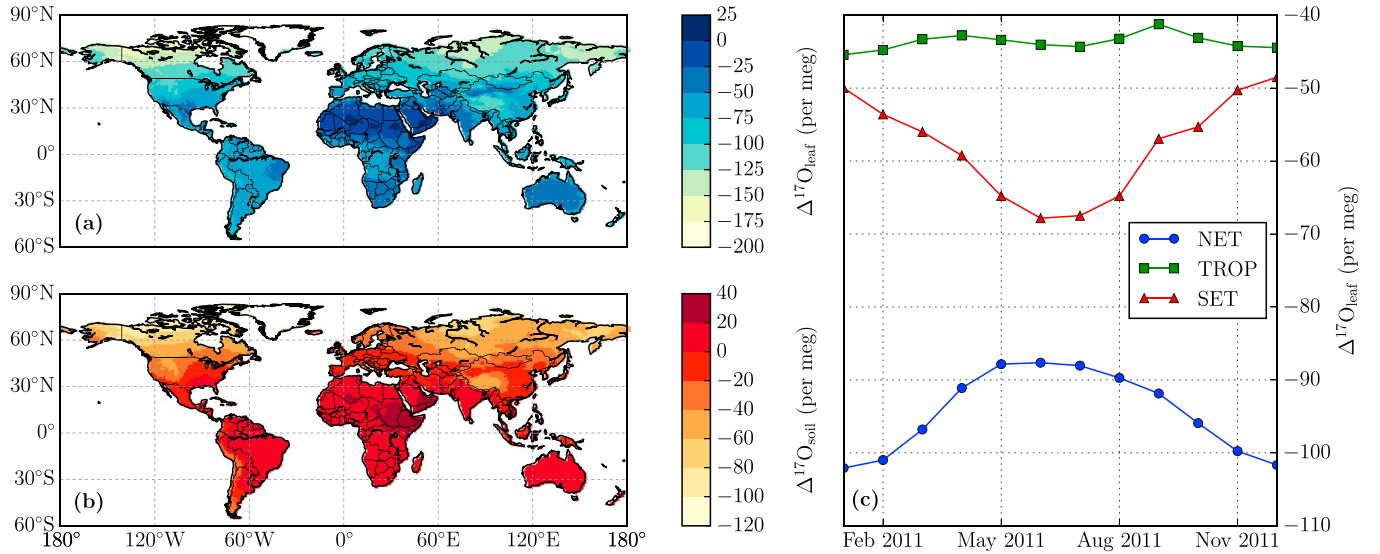 90°N
60°N
30°N
0°
30°S
60°S
(a)
25
0
−25
−50
−75
−100
−125
−150
−175
−200
Δ¹⁷O_leaf (per meg)
90°N
60°N
30°N
0°
30°S
60°S
180°
120°W
60°W
0°
60°E
120°E
180°
(b)
40
20
0
−20
−40
−60
−80
−100
−120
Δ¹⁷O_soil (per meg)
−40
−50
−60
−70
−80
−90
−100
−110
Δ¹⁷O_leaf (per meg)
NET
TROP
SET
(c)
Feb 2011
May 2011
Aug 2011
Nov 2011